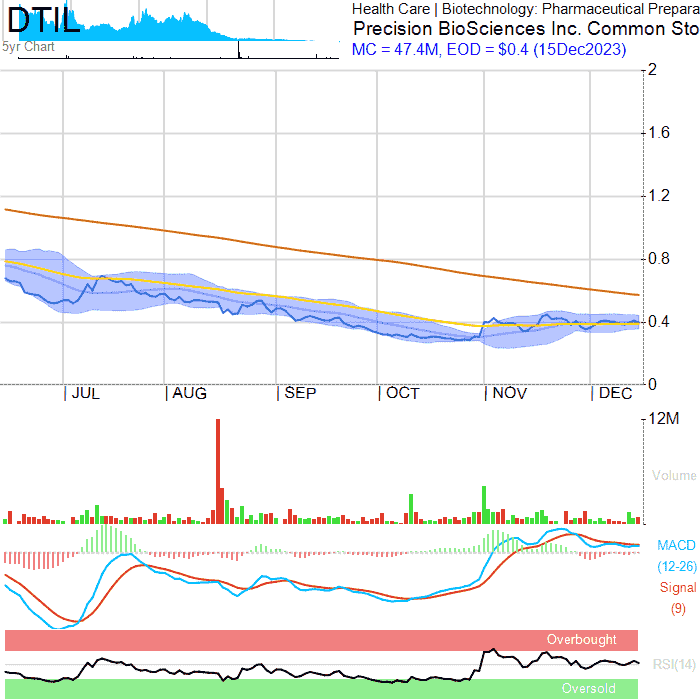 DTIL
5yr Chart
Health Care | Biotechnology: Pharmaceutical Prepara
Precision BioSciences Inc. Common Sto
MC = 47.4M, EOD = $0.4 (15Dec2023)
2
1.6
1.2
0.8
0.4
0
JUL AUG SEP OCT NOV DEC
12M
Volume
MACD
(12-26)
Signal
(9)
Overbought
RSI(14)
Oversold